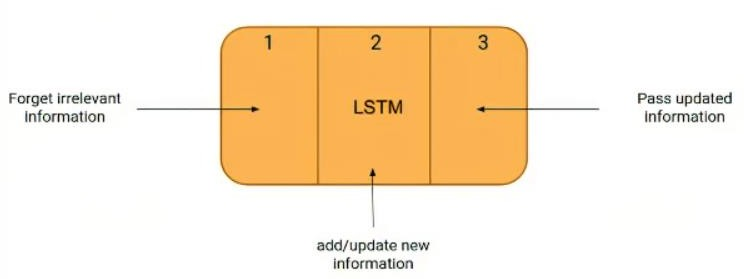 1 2 3
Forget irrelevant
information
LSTM
Pass updated
information
add/update new
information